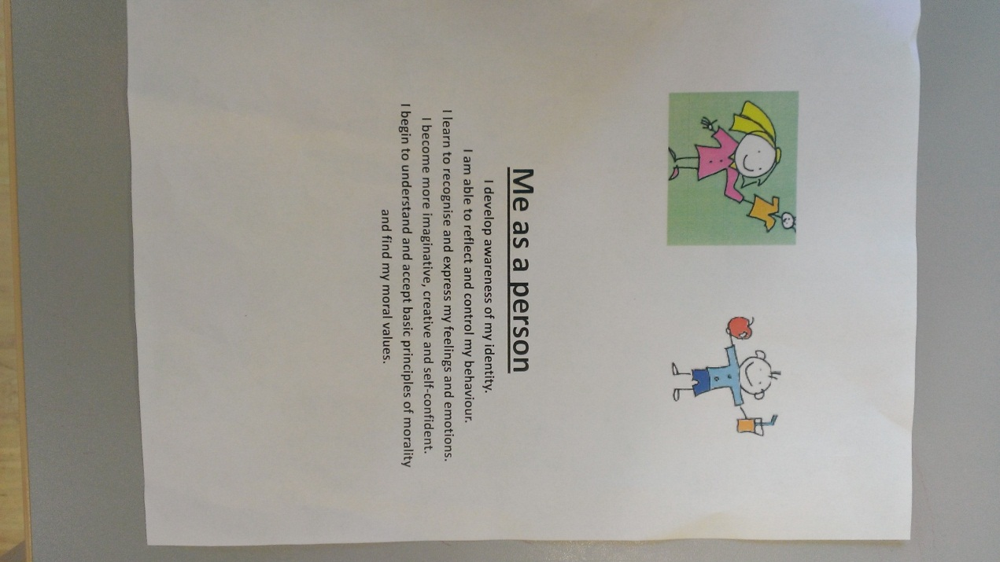 Me as a person
I develop awareness of my identity.
I am able to reflect and control my behaviour.
I learn to recognise and express my feelings and emotions.
I become more imaginative, creative and self-confident.
I begin to understand and accept basic principles of morality
and find my moral values.